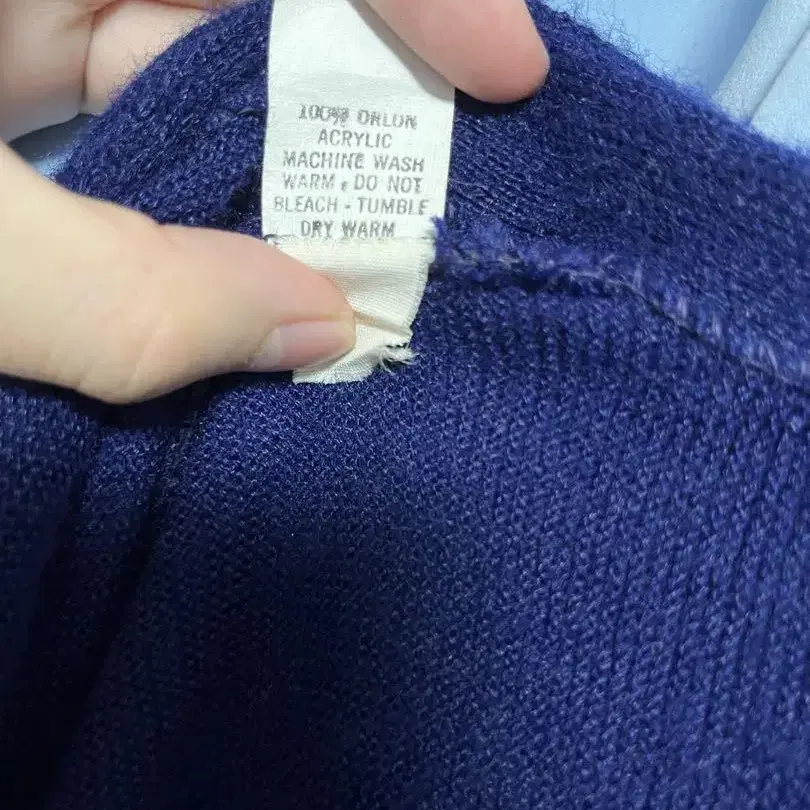 100% ORLON
ACRYLIC
MACHINE WASH
WARM . DO NOT
BLEACH - TUMBLE
DRY WARM